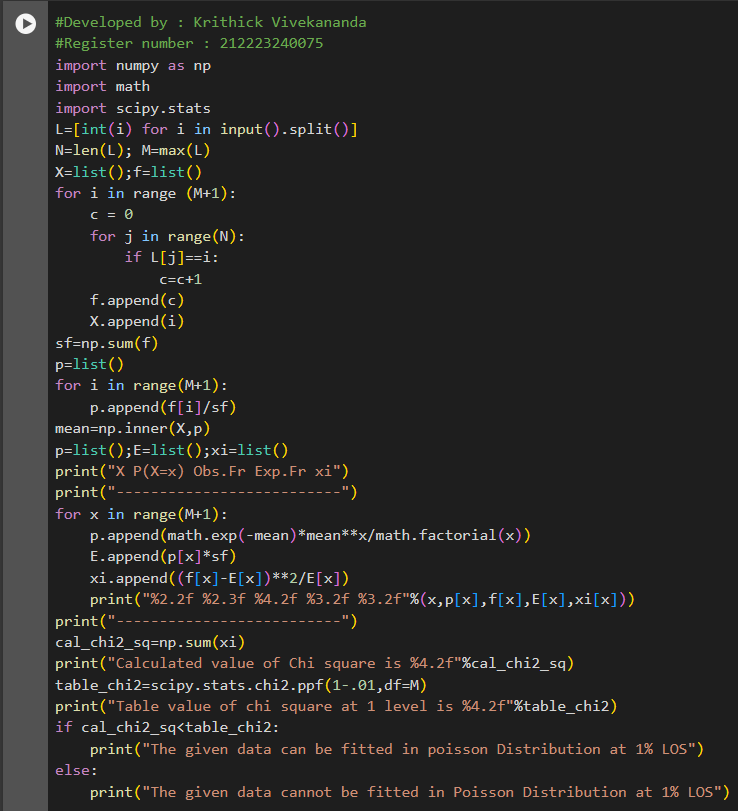 #Developed by : Krithick Vivekananda
#Register number : 212223240075
import numpy as np
import math
import scipy.stats
L=[int(i) for i in input().split()]
N=len(L); M=max(L)
X=list();f=list()
for i in range (M+1):
    c = 0
    for j in range(N):
        if L[j]==i:
            c=c+1
    f.append(c)
    X.append(i)
sf=np.sum(f)
p=list()
for i in range(M+1):
    p.append(f[i]/sf)
mean=np.inner(X,p)
p=list();E=list();xi=list()
print("X P(X=x) Obs.Fr Exp.Fr xi")
print("--------------------------")
for x in range(M+1):
    p.append(math.exp(-mean)*mean**x/math.factorial(x))
    E.append(p[x]*sf)
    xi.append((f[x]-E[x])**2/E[x])
    print("%2.2f %2.3f %4.2f %3.2f %3.2f"%(x,p[x],f[x],E[x],xi[x]))
print("--------------------------")
cal_chi2_sq=np.sum(xi)
print("Calculated value of Chi square is %4.2f"%cal_chi2_sq)
table_chi2=scipy.stats.chi2.ppf(1-.01,df=M)
print("Table value of chi square at 1 level is %4.2f"%table_chi2)
if cal_chi2_sq<table_chi2:
    print("The given data can be fitted in poisson Distribution at 1% LOS")
else:
    print("The given data cannot be fitted in Poisson Distribution at 1% LOS")